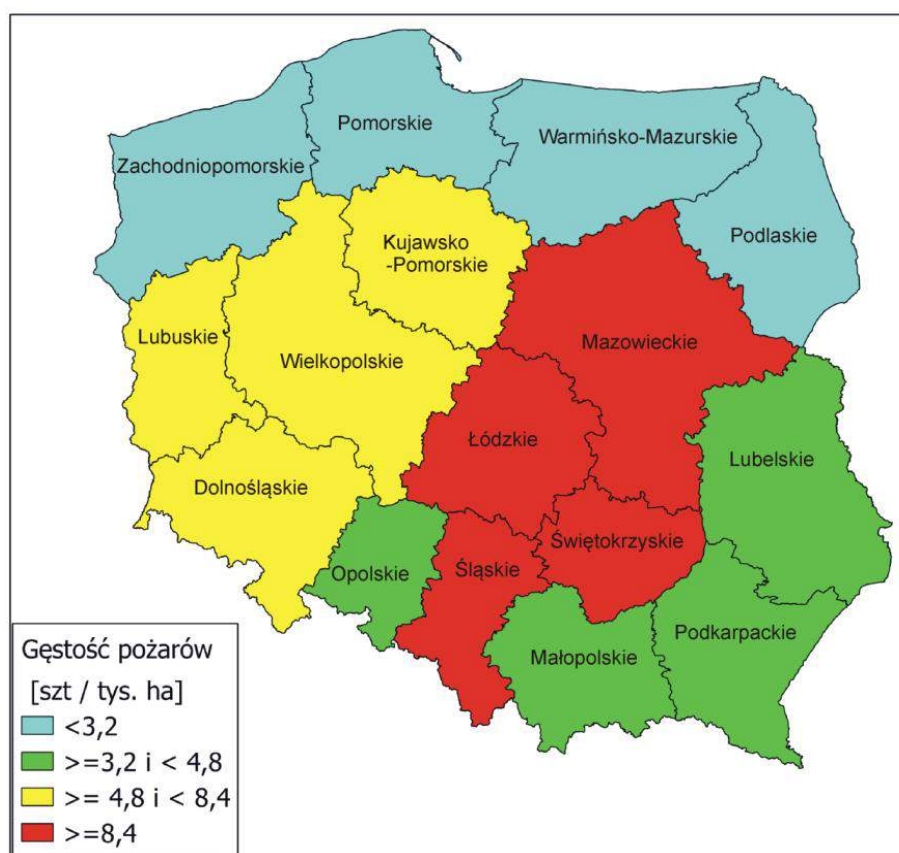 Pomorskie
Warmińsko-Mazurskie
Zachodniopomorskie
Podlaskie
Kujawsko
-Pomorskie
Lubuskie
Mazowieckie
Wielkopolskie
Łódzkie
Lubelskie
Dolnośląskie
Świętokrzyskie
Opolskie
Śląskie
Podkarpackie
Małopolskie
Gęstość pożarów
[szt / tys. ha]
<3,2
>=3,2 i < 4,8
>= 4,8 i < 8,4
>=8,4